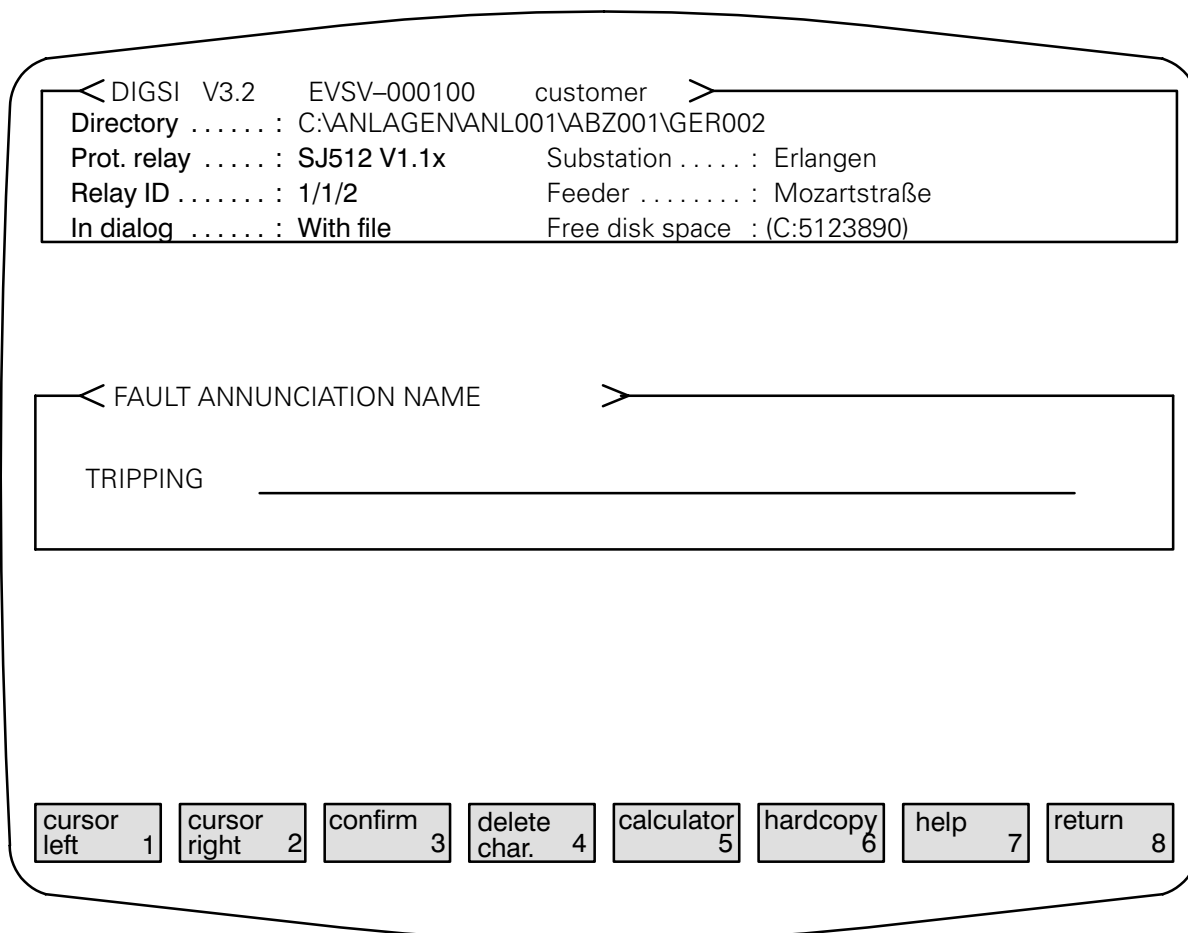 DIGSI V3.2 EVSV–000100 customer
Directory . . . . . . : C:\ANLAGEN\ANL001\ABZ001\GER002
Prot. relay . . . . . : SJ512 V1.1x Substation . . . . . : Erlangen
Relay ID . . . . . . . : 1/1/2 Feeder . . . . . . . . : Mozartstraße
In dialog . . . . . . : With file Free disk space : (C:5123890)
FAULT ANNUNCIATION NAME
TRIPPING
cursor left 1 cursor right 2 confirm 3 delete char. 4 calculator 5 hardcopy 6 help 7 return 8